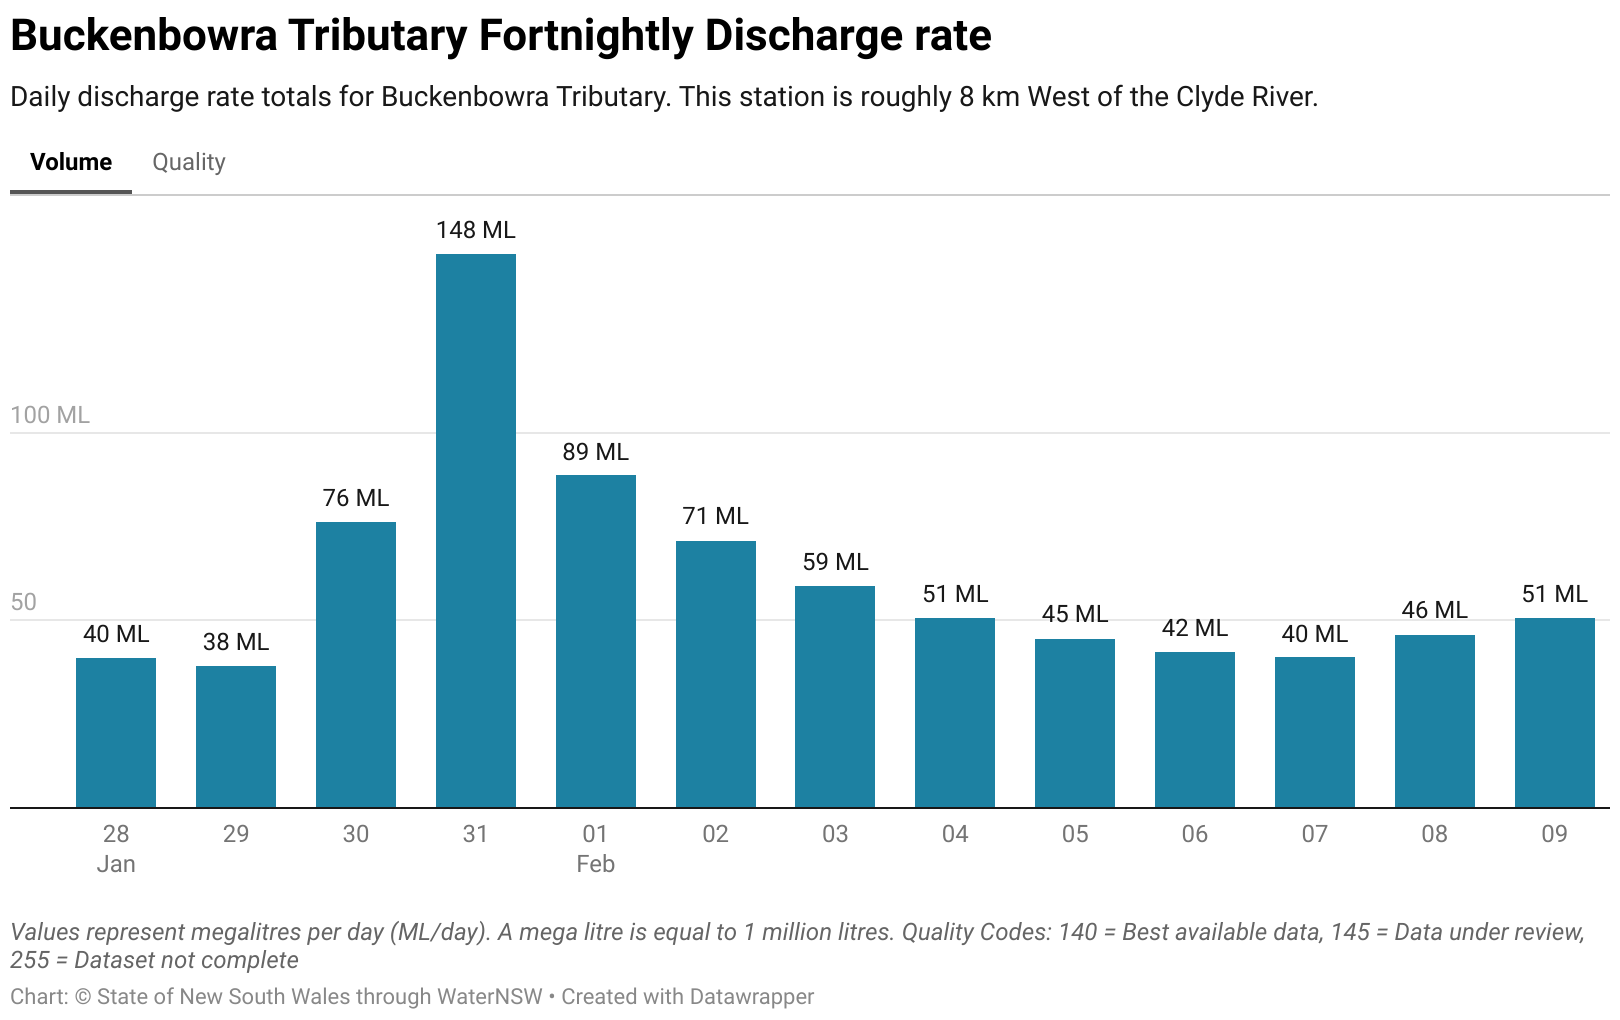 Buckenbowra Tributary Fortnightly Discharge rate
Daily discharge rate totals for Buckenbowra Tributary. This station is roughly 8 km West of the Clyde River.
Volume Quality
148 ML
100 ML
89 ML
76 ML
71 ML
59 ML
51 ML
51 ML
50
46 ML
45 ML
42 ML
40 ML
40 ML
38 ML
28 29 30 31 01 02 03 04 05 06 07 08 09
Jan Feb
Values represent megalitres per day (ML/day). A mega litre is equal to 1 million litres. Quality Codes: 140 = Best available data, 145 = Data under review,
255 = Dataset not complete
Chart: © State of New South Wales through WaterNSW • Created with Datawrapper